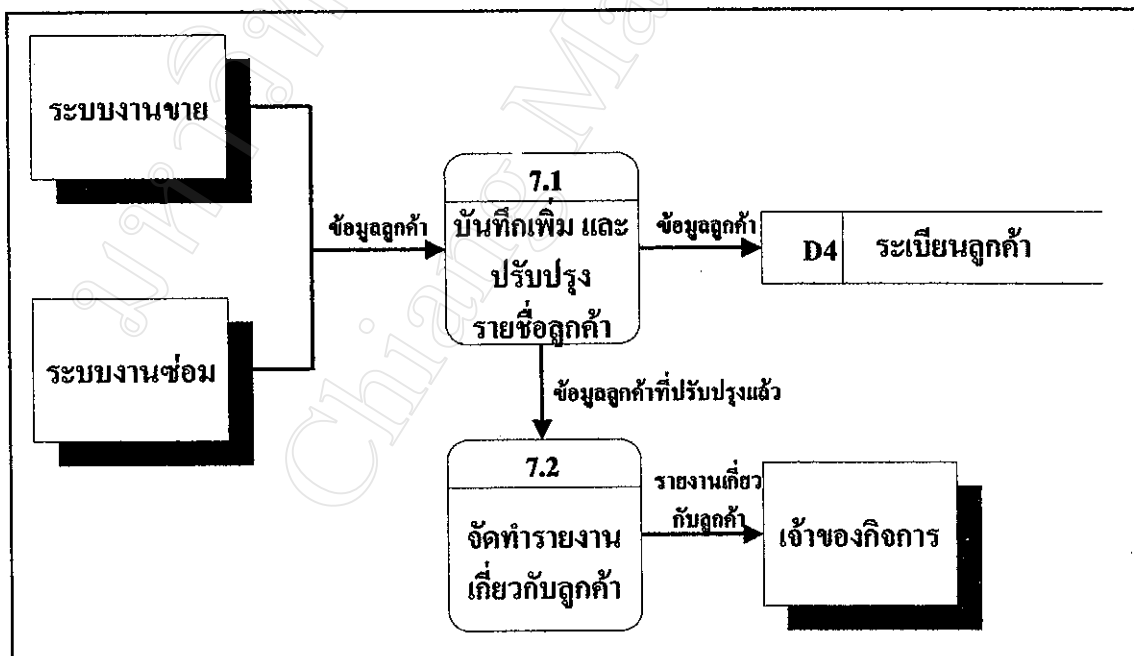 ระบบงานขาย
7.1
ข้อมูลลูกค้า
บันทึกเพิ่ม และ
ปรับปรุง
รายชื่อลูกค้า
ข้อมูลลูกค้า
D4
ระเบียนลูกค้า
ระบบงานซ่อม
ข้อมูลลูกค้าที่ปรับปรุงแล้ว
7.2
จัดทำรายงาน
เกี่ยวกับลูกค้า
รายงานเกี่ยว
กับลูกค้า
เจ้าของกิจการ
Chiang Ma